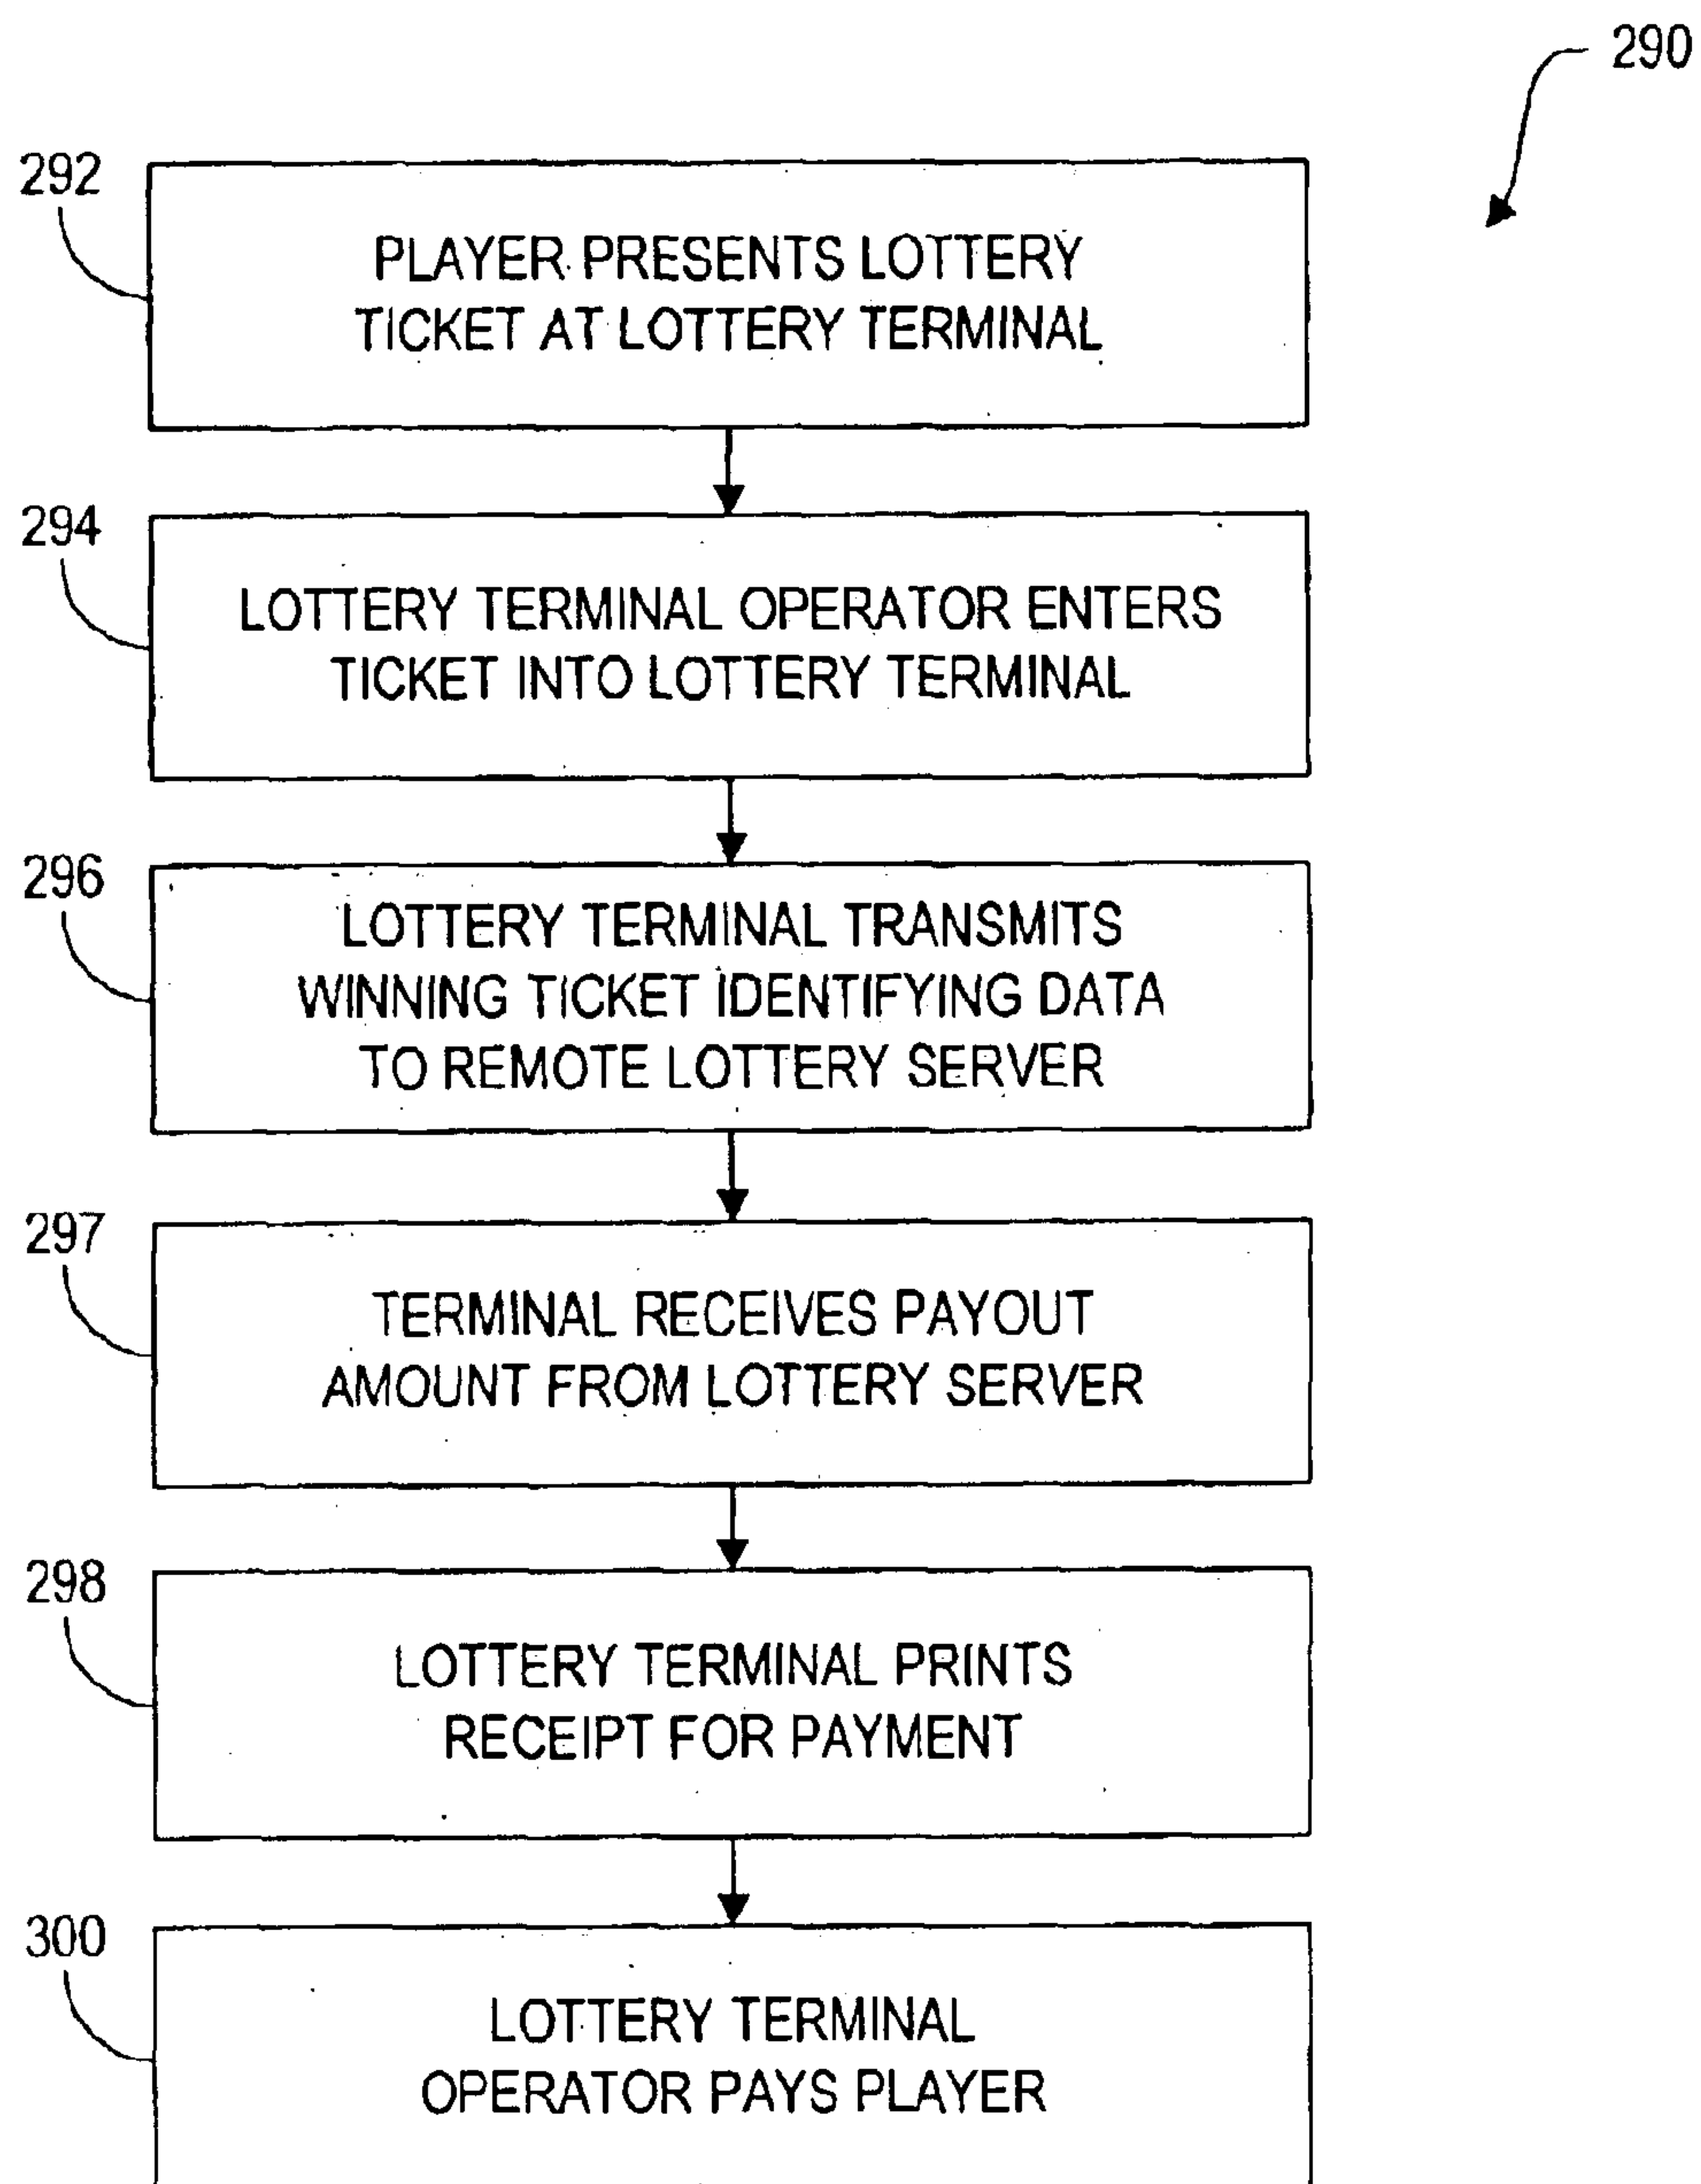 290
292
PLAYER PRESENTS LOTTERY
TICKET AT LOTTERY TERMINAL
294
LOTTERY TERMINAL OPERATOR ENTERS
TICKET INTO LOTTERY TERMINAL
296
LOTTERY TERMINAL TRANSMITS
WINNING TICKET IDENTIFYING DATA
TO REMOTE LOTTERY SERVER
297
TERMINAL RECEIVES PAYOUT
AMOUNT FROM LOTTERY SERVER
298
LOTTERY TERMINAL PRINTS
RECEIPT FOR PAYMENT
300
LOTTERY TERMINAL
OPERATOR PAYS PLAYER